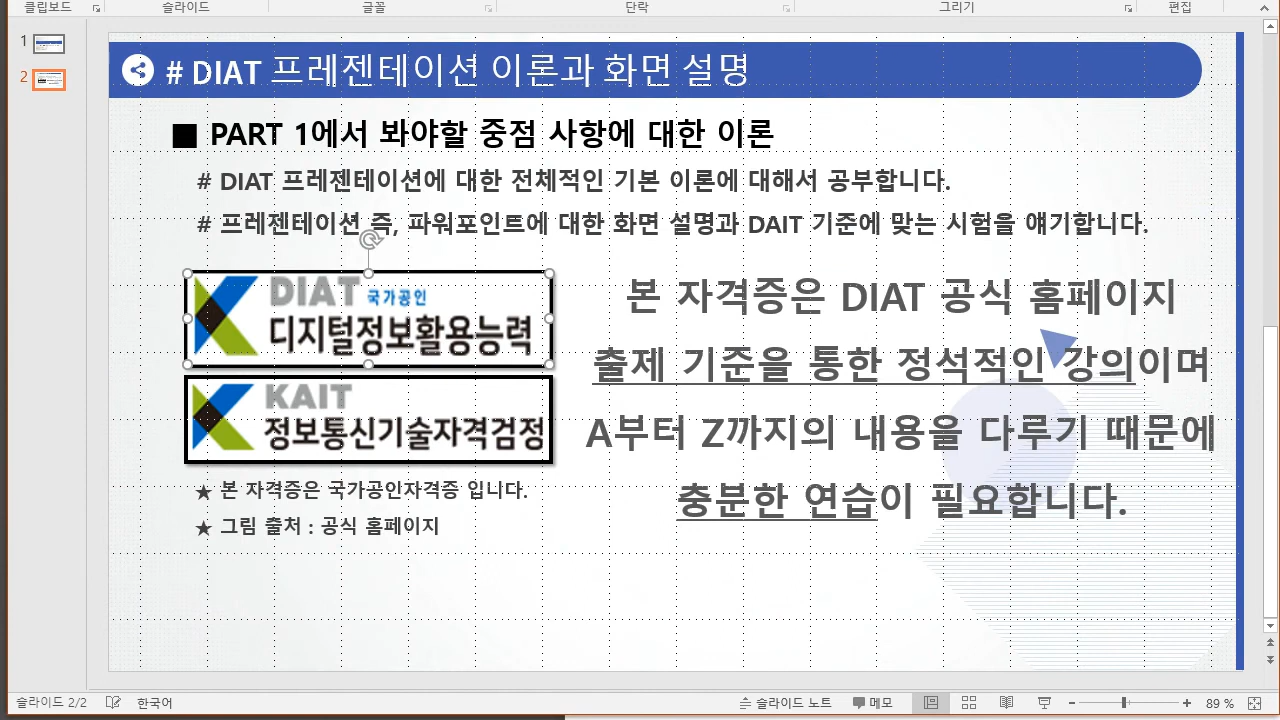 클립보드 슬라이드 글꼴 단락 그리기 편집
1
2
# DIAT 프레젠테이션 이론과 화면 설명
■ PART 1에서 봐야할 중점 사항에 대한 이론
# DIAT 프레젠테이션에 대한 전체적인 기본 이론에 대해서 공부합니다.
# 프레젠테이션 즉, 파워포인트에 대한 화면 설명과 DAIT 기준에 맞는 시험을 얘기합니다.
DIAT 국가공인
디지털정보활용능력
KAIT
정보통신기술자격검정
★ 본 자격증은 국가공인자격증 입니다.
★ 그림 출처 : 공식 홈페이지
본 자격증은 DIAT 공식 홈페이지
출제 기준을 통한 정석적인 강의이며
A부터 Z까지의 내용을 다루기 때문에
충분한 연습이 필요합니다.
슬라이드 2/2 한국어 슬라이드 노트 메모 89 %